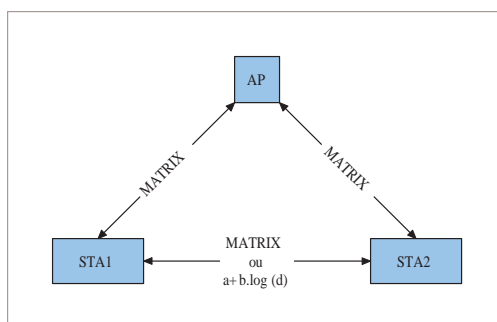 AP
MATRIX
MATRIX
STA1
MATRIX
ou
a+b.log (d)
STA2